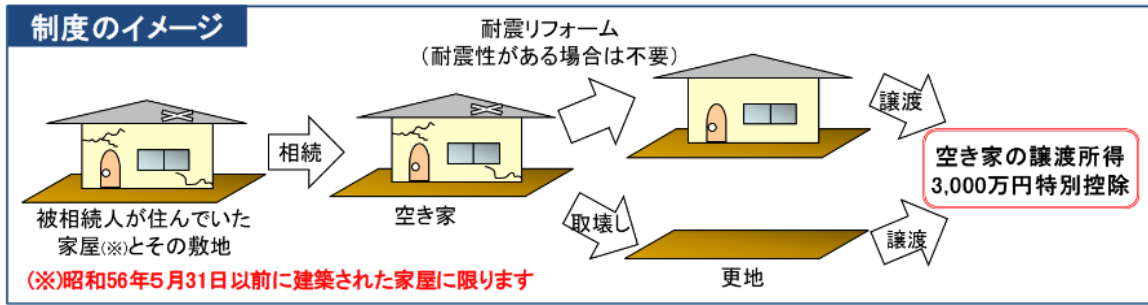 制度のイメージ
耐震リフォーム
(耐震性がある場合は不要)
相続
譲渡
空き家の譲渡所得
3,000万円特別控除
被相続人が住んでいた
家屋(※)とその敷地
空き家
取壊し
譲渡
更地
(※)昭和56年5月31日以前に建築された家屋に限ります